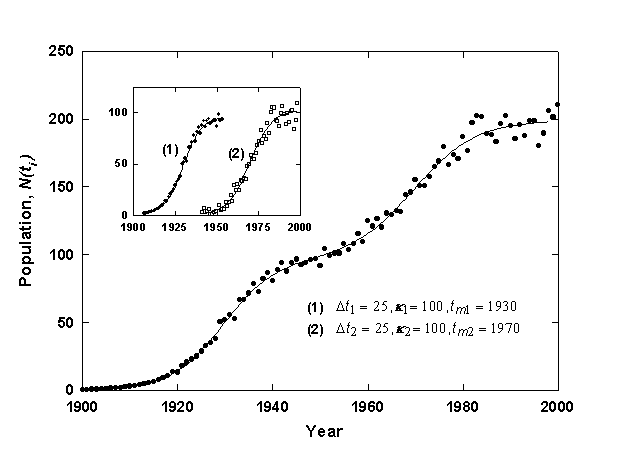 250
200
150
100
50
0
Population, N(tᵢ)
100
50
0
(1)
(2)
1900 1925 1950 1975 2000
(1) Δt₁ = 25, κ₁= 100, tₘ₁ = 1930
(2) Δt₂ = 25, κ₂= 100, tₘ₂ = 1970
1900 1920 1940 1960 1980 2000
Year